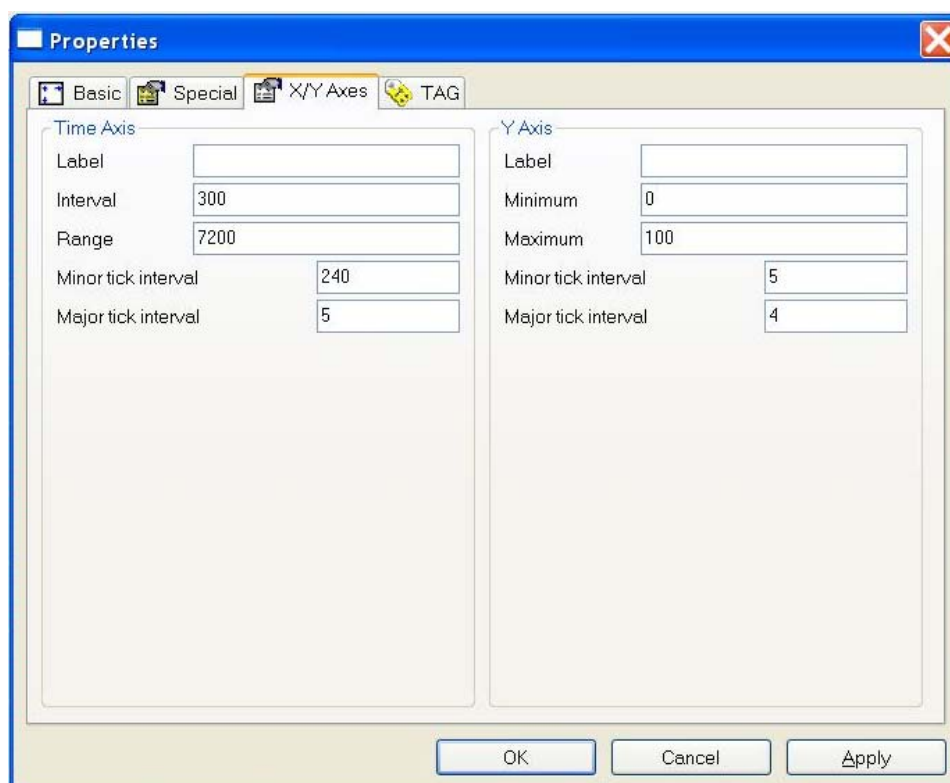 Properties
Basic Special X/Y Axes TAG
Time Axis
Label
Interval 300
Range 7200
Minor tick interval 240
Major tick interval 5
Y Axis
Label
Minimum 0
Maximum 100
Minor tick interval 5
Major tick interval 4
OK Cancel Apply